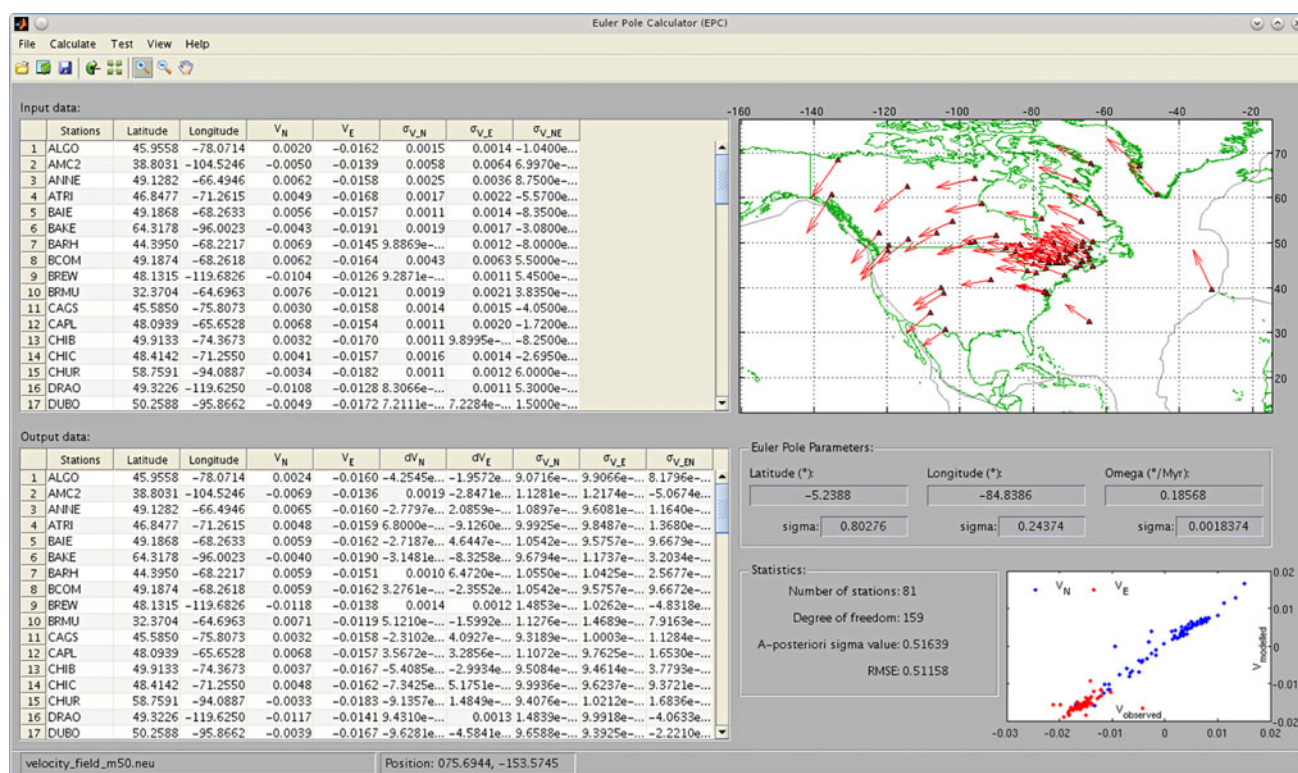 Euler Pole Calculator (EPC)
File Calculate Test View Help
Input data:
Stations Latitude Longitude V_N V_E σ_V_N σ_V_E σ_V_NE
1 ALGO 45.9558 -78.0714 0.0020 -0.0162 0.0015 0.0014 -1.0400e...
2 AMC2 38.8031 -104.5246 -0.0050 -0.0139 0.0058 0.0064 6.9970e...
3 ANNE 49.1282 -66.4946 0.0062 -0.0158 0.0025 0.0036 8.7500e...
4 ATRI 46.8477 -71.2615 0.0049 -0.0168 0.0017 0.0022 -5.5700e...
5 BAIE 49.1868 -68.2633 0.0056 -0.0157 0.0011 0.0014 -8.3500e...
6 BAKE 64.3178 -96.0023 -0.0043 -0.0191 0.0019 0.0017 -3.0800e...
7 BARH 44.3950 -68.2217 0.0069 -0.0145 9.8869e-... 0.0012 -8.0000e...
8 BCOM 49.1874 -68.2618 0.0056 -0.0164 0.0043 0.0063 5.5000e...
9 BREW 48.1315 -119.6826 -0.0104 -0.0126 9.2871e-... 0.0011 5.4500e...
10 BRMU 32.3704 -64.6963 0.0076 -0.0121 0.0019 0.0021 3.8350e...
11 CAGS 45.5850 -75.8073 0.0030 -0.0158 0.0014 0.0015 -4.0500e...
12 CAPL 48.0939 -65.6528 0.0068 -0.0154 0.0011 0.0020 -1.7200e...
13 CHIB 49.9133 -74.3673 0.0032 -0.0170 0.0011 9.8995e-... -8.2500e...
14 CHIC 48.4142 -71.2550 0.0041 -0.0157 0.0016 0.0014 -2.6950e...
15 CHUR 58.7591 -94.0887 -0.0034 -0.0182 0.0011 0.0012 6.0000e...
16 DRAO 49.3226 -119.6250 -0.0107 -0.0128 8.3066e-... 0.0011 5.3000e...
17 DUBO 50.2588 -95.8662 -0.0049 -0.0172 7.2111e-... 7.2284e-... 1.5000e...
-160 -140 -120 -100 -80 -60 -40 -20
70
60
50
40
30
20
Output data:
Stations Latitude Longitude V_N V_E dV_N dV_E σ_V_N σ_V_E σ_V_EN
1 ALGO 45.9558 -78.0714 0.0024 -0.0160 -4.2545e... -1.9572e... 9.0716e-... 9.9066e-... 8.1796e-...
2 AMC2 38.8031 -104.5246 -0.0069 -0.0136 0.0019 -2.8471e... 1.1281e-... 1.2174e-... -5.0674e...
3 ANNE 49.1282 -66.4946 0.0065 -0.0160 -2.7797e... 2.0859e-... 1.0897e-... 9.6081e-... 1.1640e-...
4 ATRI 46.8477 -71.2615 0.0048 -0.0159 6.8000e-... -9.1260e... 9.9925e-... 9.8487e-... 1.3680e-...
5 BAIE 49.1868 -68.2633 0.0059 -0.0162 -2.7187e... 4.6447e-... 1.0542e-... 9.5757e-... 9.6679e-...
6 BAKE 64.3178 -96.0023 -0.0040 -0.0190 -3.1481e... -8.3258e... 9.6794e-... 1.1737e-... 3.2034e-...
7 BARH 44.3950 -68.2217 0.0059 -0.0151 0.0010 6.4720e-... 1.0550e-... 1.0425e-... 2.5677e-...
8 BCOM 49.1874 -68.2618 0.0059 -0.0162 3.2761e-... -2.3552e... 1.0542e-... 9.5757e-... 9.6672e-...
9 BREW 48.1315 -119.6826 -0.0118 -0.0138 0.0014 0.0012 1.4853e-... 1.0262e-... -4.8318e...
10 BRMU 32.3704 -64.6963 0.0071 -0.0119 5.1210e-... -1.5992e... 1.1276e-... 1.4689e-... 7.9163e-...
11 CAGS 45.5850 -75.8073 0.0032 -0.0158 -2.3102e... 4.0927e-... 9.3189e-... 1.0003e-... 1.1284e-...
12 CAPL 48.0939 -65.6528 0.0068 -0.0157 3.5672e-... 3.2856e-... 1.1072e-... 9.7625e-... 1.6530e-...
13 CHIB 49.9133 -74.3673 0.0037 -0.0167 -5.4085e... -2.9934e... 9.5084e-... 9.4614e-... 3.7793e-...
14 CHIC 48.4142 -71.2550 0.0048 -0.0162 -7.3425e... 5.1751e-... 9.9936e-... 9.6237e-... 9.3721e-...
15 CHUR 58.7591 -94.0887 -0.0033 -0.0183 -9.1357e... 1.4849e-... 9.4076e-... 1.0212e-... 1.6836e-...
16 DRAO 49.3226 -119.6250 -0.0117 -0.0141 9.4310e-... 0.0013 1.4839e-... 9.9918e-... -4.0633e...
17 DUBO 50.2588 -95.8662 -0.0039 -0.0167 -9.6281e... -4.5841e... 9.6588e-... 9.3925e-... -2.2210e...
Euler Pole Parameters:
Latitude (°): Longitude (°): Omega (°/Myr):
-5.2388 -84.8386 0.18568
sigma: 0.80276 sigma: 0.24374 sigma: 0.0018374
Statistics:
Number of stations: 81
Degree of freedom: 159
A-posteriori sigma value: 0.51639
RMSE: 0.51158
V_N V_E
0.02
0.01
0
-0.01
-0.02
V_modelled
V_observed
-0.03 -0.02 -0.01 0 0.01 0.02
velocity_field_m50.neu Position: 075.6944, -153.5745